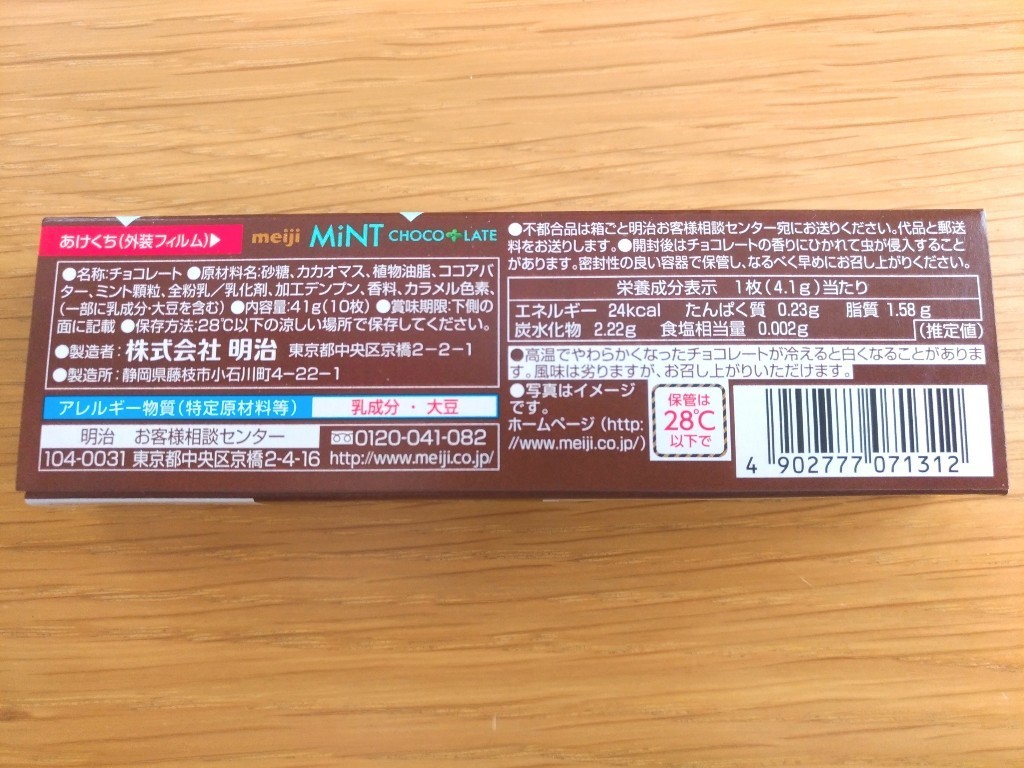 あけくち(外装フィルム)▶
meiji MiNT CHOCO LATE
●名称:チョコレート ●原材料名:砂糖、カカオマス、植物油脂、ココアバ
ター、ミント顆粒、全粉乳/乳化剤、加工デンプン、香料、カラメル色素、
(一部に乳成分・大豆を含む) ●内容量:41g(10枚) ●賞味期限:下側の
面に記載 ●保存方法:28℃以下の涼しい場所で保存してください。
●製造者:株式会社 明治 東京都中央区京橋2-2-1
●製造所:静岡県藤枝市小石川町4-22-1
アレルギー物質(特定原材料等) 乳成分・大豆
明治 お客様相談センター 0120-041-082
104-0031 東京都中央区京橋2-4-16 http://www.meiji.co.jp/
●不都合品は箱ごと明治お客様相談センター宛にお送りください。代品と郵送
料をお送りします。●開封後はチョコレートの香りにひかれて虫が侵入すること
があります。密封性の良い容器で保管し、なるべく早めにお召し上がりください。
栄養成分表示 1枚(4.1g)当たり
エネルギー 24kcal たんぱく質 0.23g 脂質 1.58g
炭水化物 2.22g 食塩相当量 0.002g (推定値)
●高温でやわらかくなったチョコレートが冷えると白くなることがありま
す。風味は劣りますが、お召し上がりいただけます。
●写真はイメージ
です。
ホームページ(http:
//www.meiji.co.jp/)
保管は
28℃
以下で
4 902777 071312